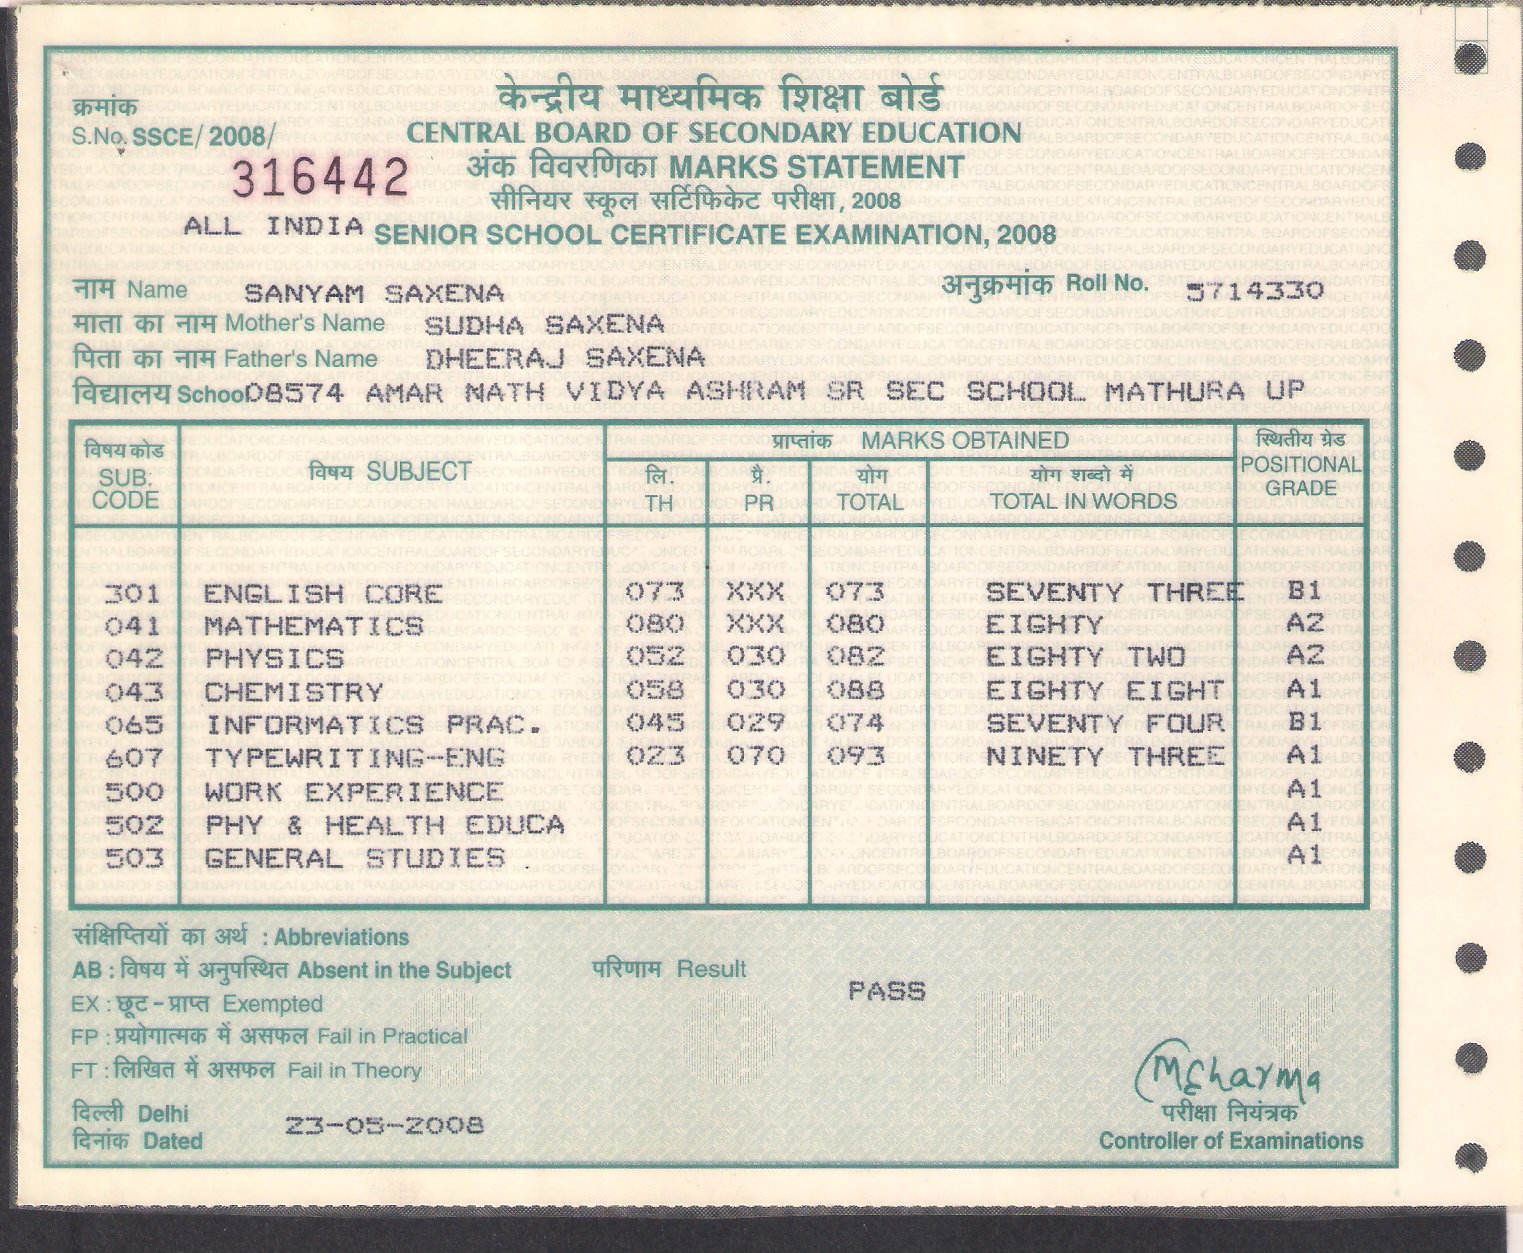 केन्द्रीय माध्यमिक शिक्षा बोर्ड
क्रमांक
S.No. SSCE/ 2008/
CENTRAL BOARD OF SECONDARY EDUCATION
316442
अंक विवरणिका MARKS STATEMENT
सीनियर स्कूल सर्टिफिकेट परीक्षा, 2008
ALL INDIA SENIOR SCHOOL CERTIFICATE EXAMINATION, 2008
नाम Name SANYAM SAXENA अनुक्रमांक Roll No. 5714330
माता का नाम Mother's Name SUDHA SAXENA
पिता का नाम Father's Name DHEERAJ SAXENA
विद्यालय School 08574 AMAR NATH VIDYA ASHRAM SR SEC SCHOOL MATHURA UP
विषय कोड SUB. CODE विषय SUBJECT प्राप्तांक MARKS OBTAINED स्थितीय ग्रेड POSITIONAL GRADE
लि. TH प्रै. PR योग TOTAL योग शब्दो में TOTAL IN WORDS
301 ENGLISH CORE 073 XXX 073 SEVENTY THREE B1
041 MATHEMATICS 080 XXX 080 EIGHTY A2
042 PHYSICS 052 030 082 EIGHTY TWO A2
043 CHEMISTRY 058 030 088 EIGHTY EIGHT A1
065 INFORMATICS PRAC. 045 029 074 SEVENTY FOUR B1
607 TYPEWRITING-ENG 023 070 093 NINETY THREE A1
500 WORK EXPERIENCE A1
502 PHY & HEALTH EDUCA A1
503 GENERAL STUDIES A1
संक्षिप्तियों का अर्थ : Abbreviations
AB : विषय में अनुपस्थित Absent in the Subject परिणाम Result
PASS
EX : छूट - प्राप्त Exempted
FP : प्रयोगात्मक में असफल Fail in Practical
FT : लिखित में असफल Fail in Theory
दिल्ली Delhi
दिनांक Dated 23-05-2008
परीक्षा नियंत्रक
Controller of Examinations